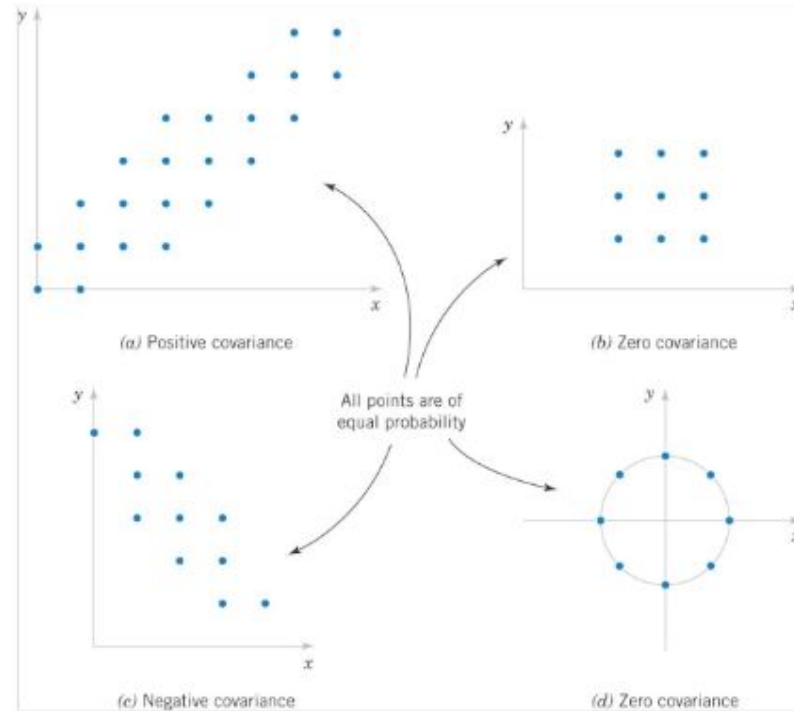 y
x
(a) Positive covariance
y
x
(b) Zero covariance
All points are of
equal probability
y
x
(c) Negative covariance
y
x
(d) Zero covariance